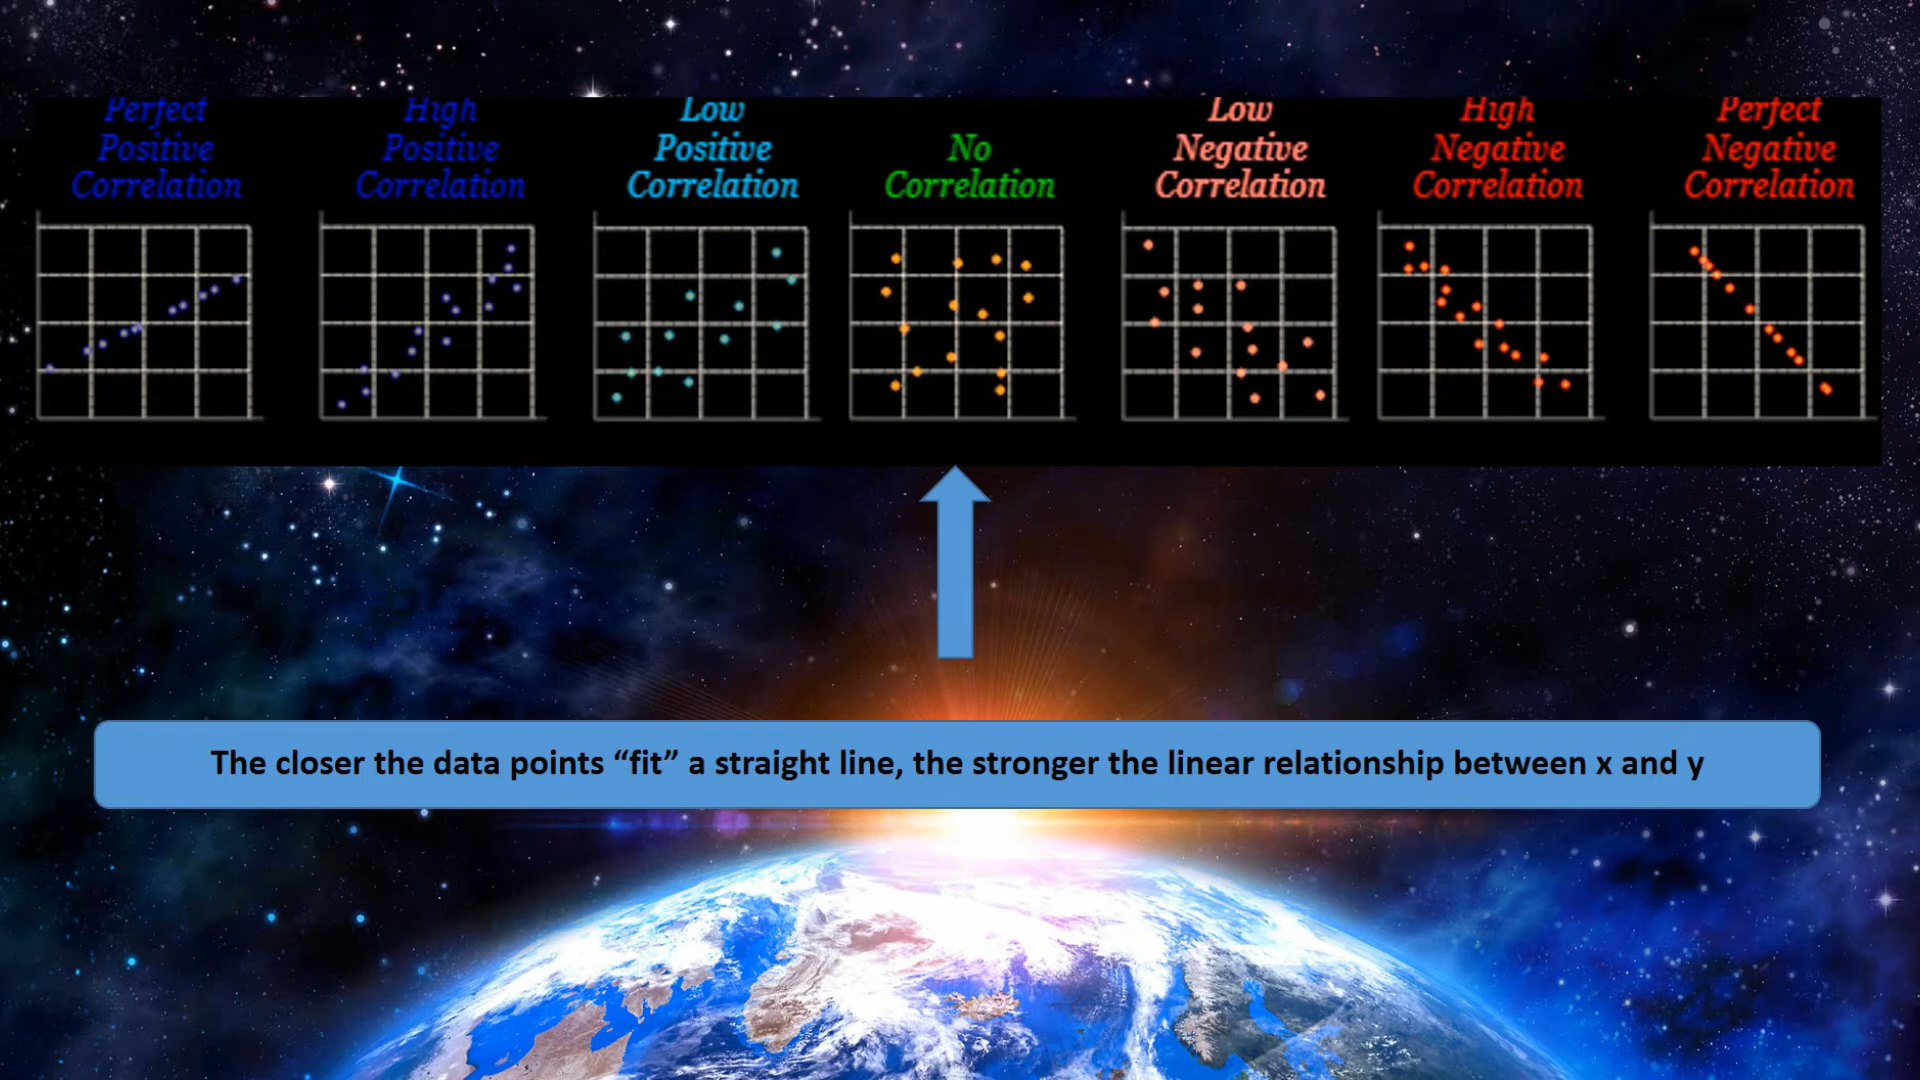 Perfect
Positive
Correlation
High
Positive
Correlation
Low
Positive
Correlation
No
Correlation
Low
Negative
Correlation
High
Negative
Correlation
Perfect
Negative
Correlation
The closer the data points “fit” a straight line, the stronger the linear relationship between x and y